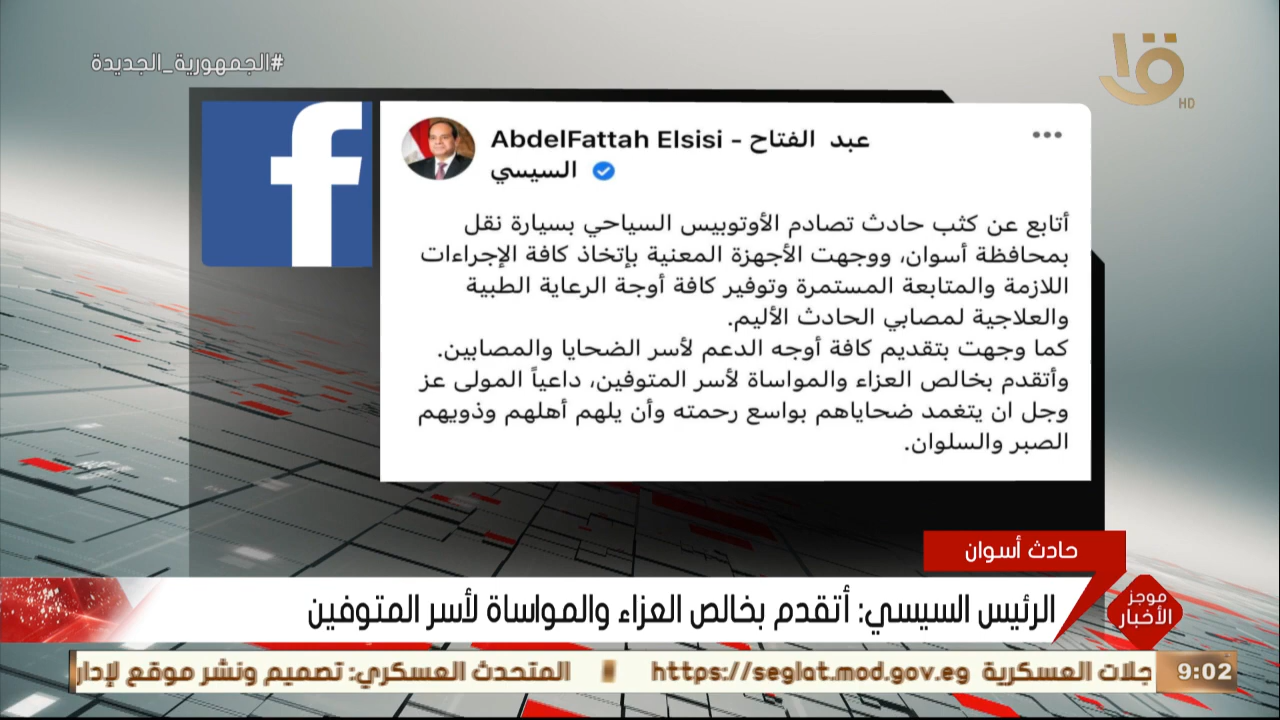 #الجمهورية_الجديدة
HD
AbdelFattah Elsisi - عبد الفتاح
السيسي
أتابع عن كثب حادث تصادم الأوتوبيس السياحي بسيارة نقل
بمحافظة أسوان، ووجهت الأجهزة المعنية بإتخاذ كافة الإجراءات
اللازمة والمتابعة المستمرة وتوفير كافة أوجة الرعاية الطبية
والعلاجية لمصابي الحادث الأليم.
كما وجهت بتقديم كافة أوجه الدعم لأسر الضحايا والمصابين.
وأتقدم بخالص العزاء والمواساة لأسر المتوفين، داعياً المولى عز
وجل ان يتغمد ضحاياهم بواسع رحمته وأن يلهم أهلهم وذويهم
الصبر والسلوان.
حادث أسوان
موجز
الأخبار
الرئيس السيسي: أتقدم بخالص العزاء والمواساة لأسر المتوفين
9:02 جلات العسكرية https://seglat.mod.gov.eg المتحدث العسكري: تصميم ونشر موقع لإدار